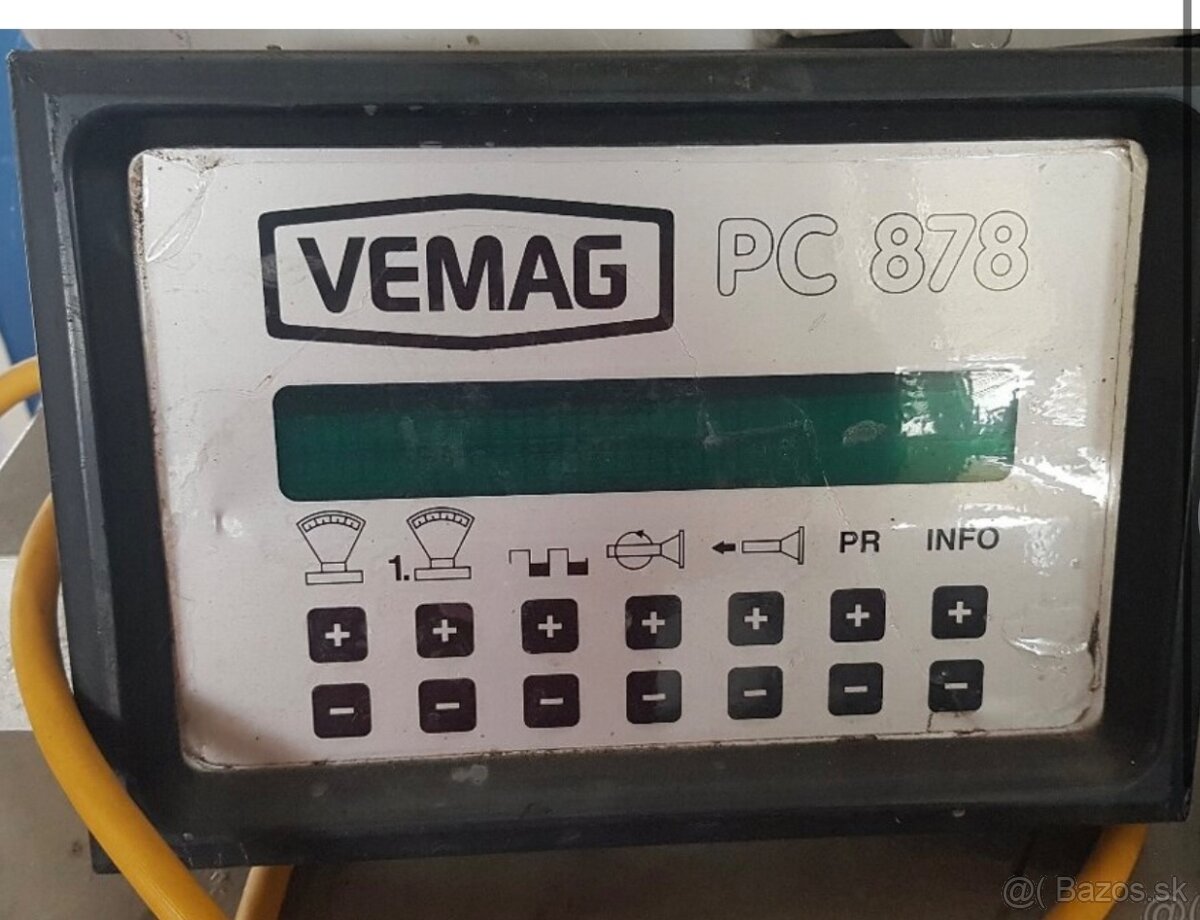 VEMAG
PC 878
1.
PR
INFO
+ + + + + + +
- - - - - - -
@( Bazos.sk